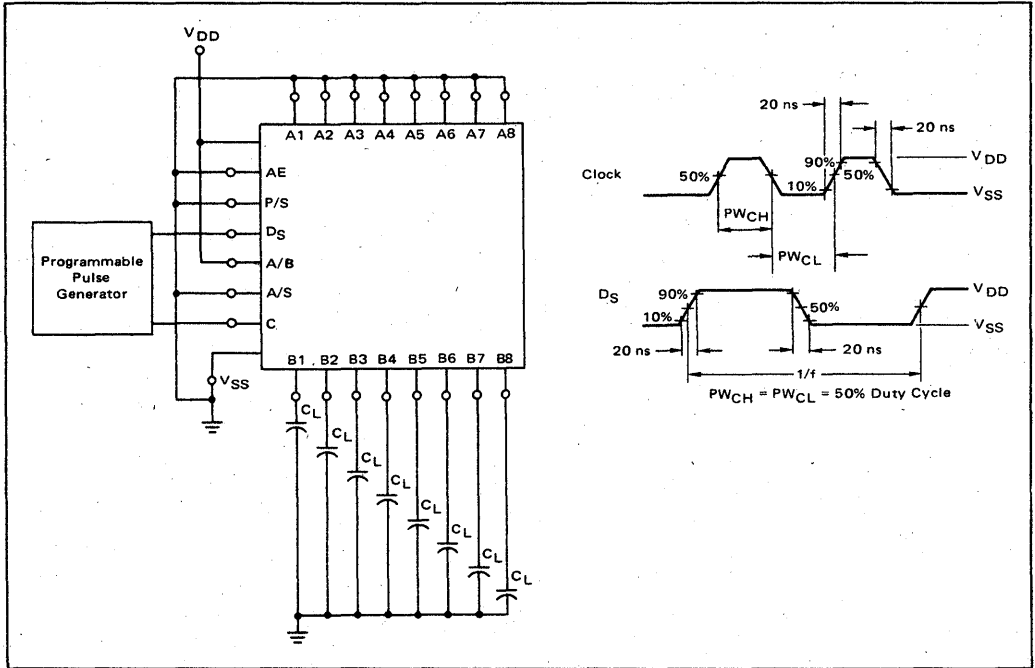 VDD
A1 A2 A3 A4 A5 A6 A7 A8
AE
P/S
DS
A/B
A/S
C
Programmable
Pulse
Generator
B1 B2 B3 B4 B5 B6 B7 B8
VSS
CL
CL
CL
CL
CL
CL
CL
CL
20 ns
20 ns
Clock
50%
90%
50%
10%
VDD
VSS
PWCH
PWCL
DS
90%
10%
50%
VDD
VSS
20 ns
20 ns
1/f
PWCH = PWCL = 50% Duty Cycle